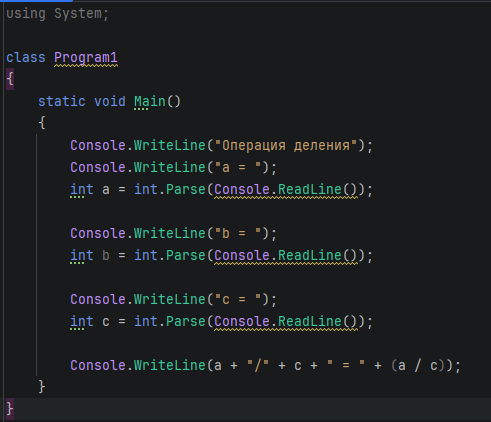 using System;
class Program1
{
static void Main()
{
Console.WriteLine("Операция деления");
Console.WriteLine("a = ");
int a = int.Parse(Console.ReadLine());
Console.WriteLine("b = ");
int b = int.Parse(Console.ReadLine());
Console.WriteLine("c = ");
int c = int.Parse(Console.ReadLine());
Console.WriteLine(a + "/" + c + " = " + (a / c));
}
}